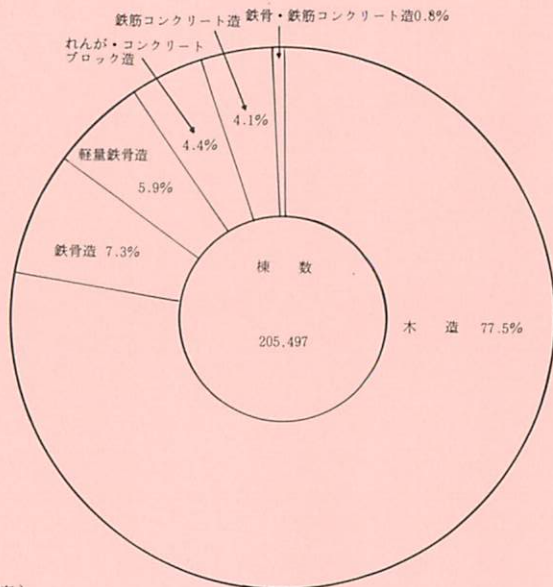 鉄筋コンクリート造
鉄骨・鉄筋コンクリート造0.8%
れんが・コンクリート
ブロック造
4.1%
4.4%
軽量鉄骨造
5.9%
鉄骨造 7.3%
棟 数
205,497
木 造 77.5%